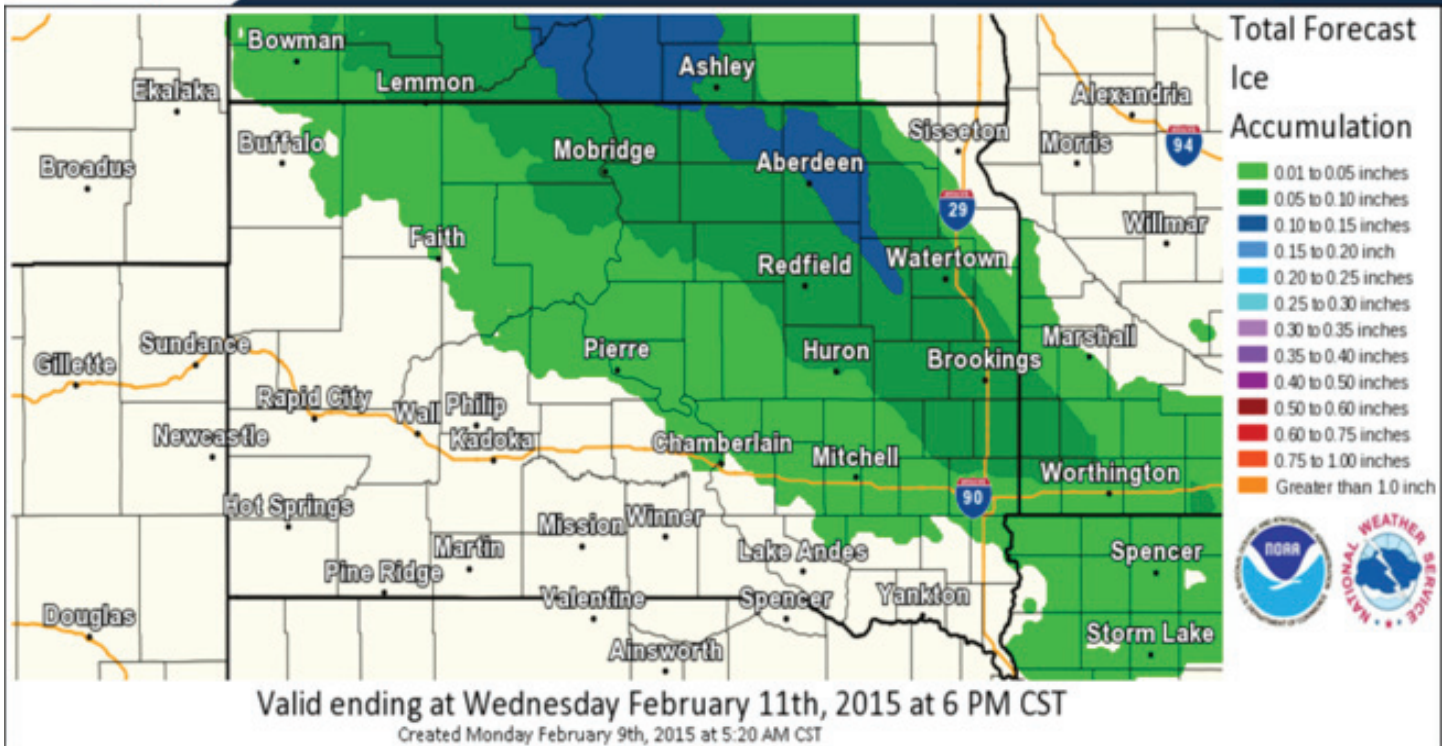 Total Forecast
Ice
Accumulation
0.01 to 0.05 inches
0.05 to 0.10 inches
0.10 to 0.15 inches
0.15 to 0.20 inch
0.20 to 0.25 inches
0.25 to 0.30 inches
0.30 to 0.35 inches
0.35 to 0.40 inches
0.40 to 0.50 inches
0.50 to 0.60 inches
0.60 to 0.75 inches
0.75 to 1.00 inches
Greater than 1.0 inch
NOAA
NATIONAL WEATHER SERVICE
Bowman
Lemmon
Ashley
Ekalaka
Alexandria
Buffalo
Sisseton
Morris
94
Broadus
Mobridge
Aberdeen
29
Willmar
Faith
Redfield
Watertown
Gillette
Sundance
Pierre
Huron
Brookings
Marshall
Rapid City
Wall
Philip
Newcastle
Kadoka
Chamberlain
Mitchell
Worthington
90
Hot Springs
Mission
Winner
Martin
Lake Andes
Spencer
Pine Ridge
Douglas
Valentine
Spencer
Yankton
Storm Lake
Ainsworth
Valid ending at Wednesday February 11th, 2015 at 6 PM CST
Created Monday February 9th, 2015 at 5:20 AM CST